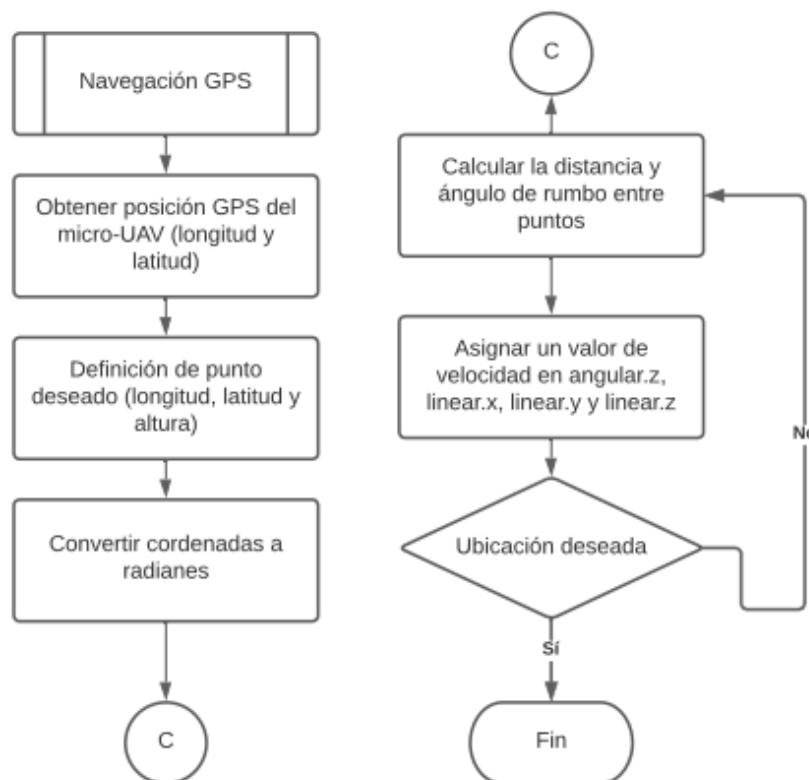 Navegación GPS
Obtener posición GPS del
micro-UAV (longitud y
latitud)
Definición de punto
deseado (longitud, latitud y
altura)
Convertir cordenadas a
radianes
C
C
Calcular la distancia y
ángulo de rumbo entre
puntos
Asignar un valor de
velocidad en angular.z,
linear.x, linear.y y linear.z
No
Ubicación deseada
Sí
Fin